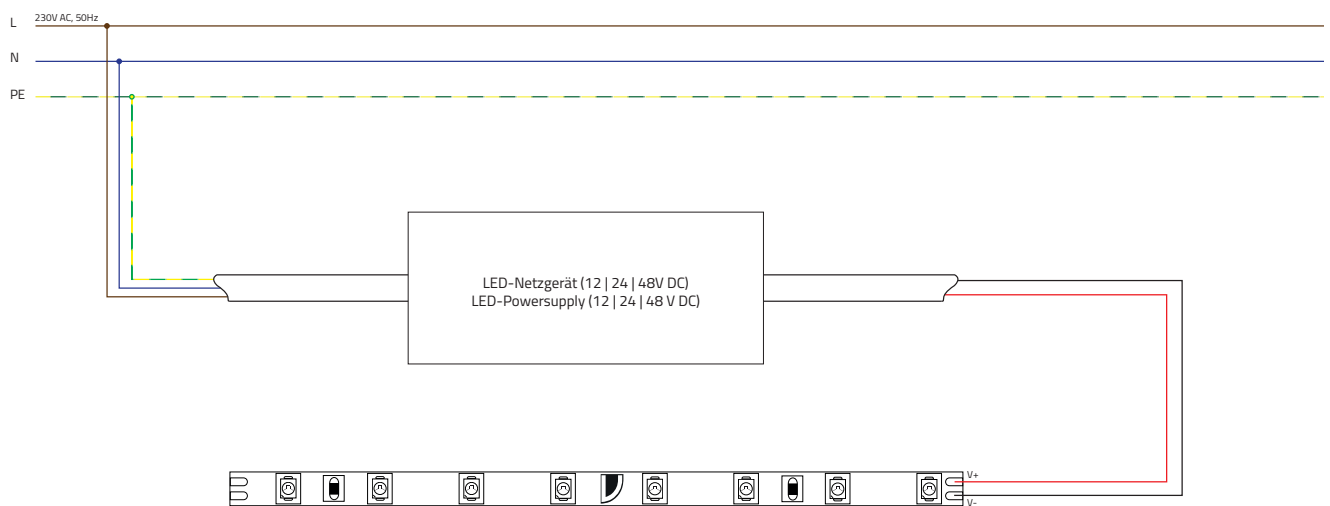 L
230V AC, 50Hz
N
PE
LED-Netzgerät (12 | 24 | 48V DC)
LED-Powersupply (12 | 24 | 48 V DC)
V+
V-